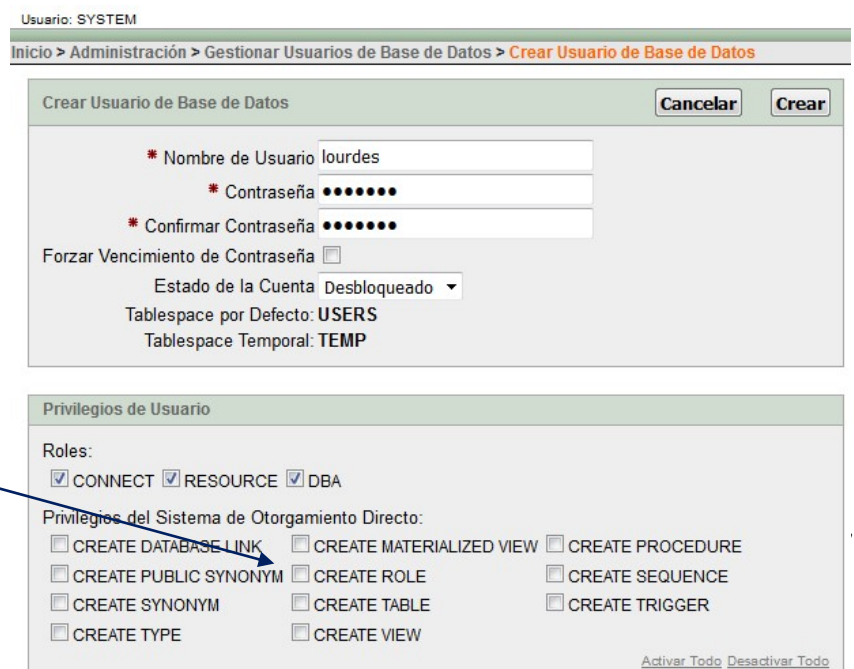 Usuario: SYSTEM
Inicio > Administración > Gestionar Usuarios de Base de Datos > Crear Usuario de Base de Datos
Crear Usuario de Base de Datos Cancelar Crear
* Nombre de Usuario lourdes
* Contraseña •••••••
* Confirmar Contraseña •••••••
Forzar Vencimiento de Contraseña
Estado de la Cuenta Desbloqueado
Tablespace por Defecto: USERS
Tablespace Temporal: TEMP
Privilegios de Usuario
Roles:
CONNECT RESOURCE DBA
Privilegios del Sistema de Otorgamiento Directo:
CREATE DATABASE LINK CREATE MATERIALIZED VIEW CREATE PROCEDURE
CREATE PUBLIC SYNONYM CREATE ROLE CREATE SEQUENCE
CREATE SYNONYM CREATE TABLE CREATE TRIGGER
CREATE TYPE CREATE VIEW
Activar Todo Desactivar Todo